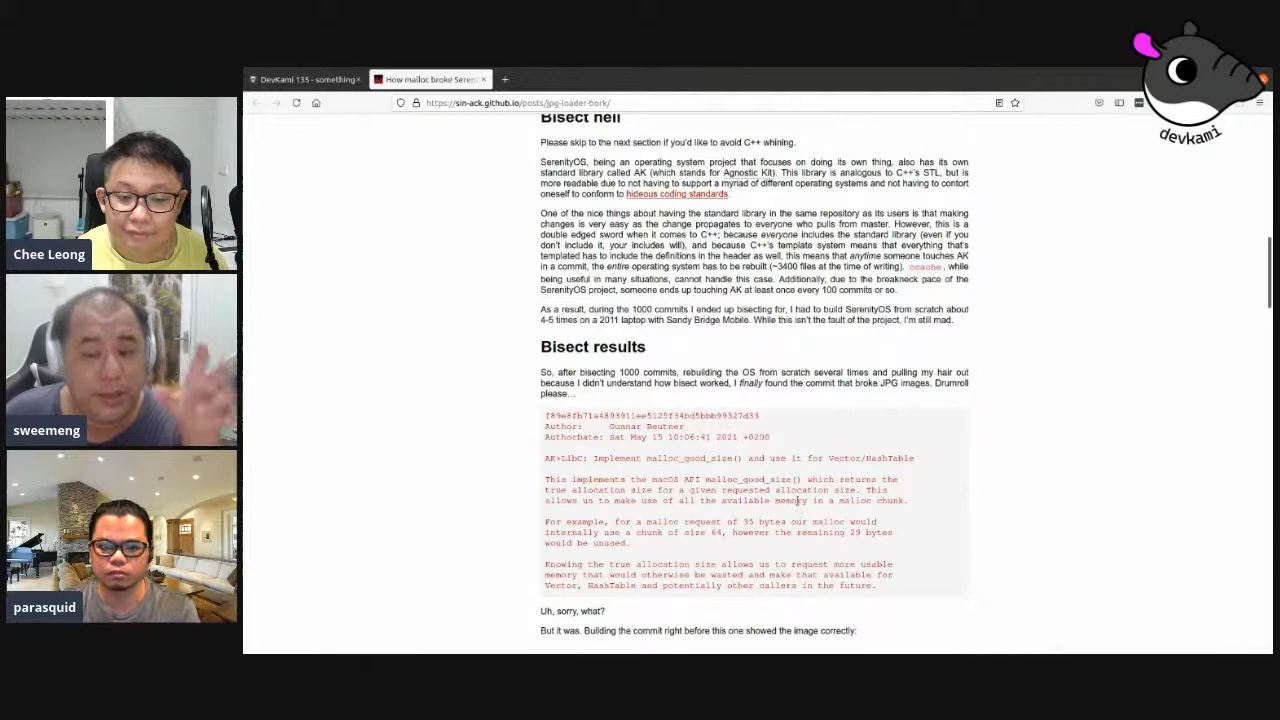 devkami
DevKami 135 - something
How malloc broke Seren
https://sin-ack.github.io/posts/jpg-loader-bork/
Bisect hell
Please skip to the next section if you'd like to avoid C++ whining.
SerenityOS, being an operating system project that focuses on doing its own thing, also has its own
standard library called AK (which stands for Agnostic Kit). This library is analogous to C++'s STL, but is
more readable due to not having to support a myriad of different operating systems and not having to contort
oneself to conform to hideous coding standards.
One of the nice things about having the standard library in the same repository as its users is that making
changes is very easy as the change propagates to everyone who pulls from master. However, this is a
double edged sword when it comes to C++; because everyone includes the standard library (even if you
don't include it, your includes will), and because C++'s template system means that everything that's
templated has to include the definitions in the header as well, this means that anytime someone touches AK
in a commit, the entire operating system has to be rebuilt (~3400 files at the time of writing). ccache, while
being useful in many situations, cannot handle this case. Additionally, due to the breakneck pace of the
SerenityOS project, someone ends up touching AK at least once every 100 commits or so.
As a result, during the 1000 commits I ended up bisecting for, I had to build SerenityOS from scratch about
4-5 times on a 2011 laptop with Sandy Bridge Mobile. While this isn't the fault of the project, I'm still mad.
Bisect results
So, after bisecting 1000 commits, rebuilding the OS from scratch several times and pulling my hair out
because I didn't understand how bisect worked, I finally found the commit that broke JPG images. Drumroll
please…
f89e8fb71a4893911ee5125f34bd5bbb99327d33
Author: Gunnar Beutner
AuthorDate: Sat May 15 10:06:41 2021 +0200
AK+LibC: Implement malloc_good_size() and use it for Vector/HashTable
This implements the macOS API malloc_good_size() which returns the
true allocation size for a given requested allocation size. This
allows us to make use of all the available memory in a malloc chunk.
For example, for a malloc request of 35 bytes our malloc would
internally use a chunk of size 64, however the remaining 29 bytes
would be unused.
Knowing the true allocation size allows us to request more usable
memory that would otherwise be wasted and make that available for
Vector, HashTable and potentially other callers in the future.
Uh, sorry, what?
But it was. Building the commit right before this one showed the image correctly:
Chee Leong
sweemeng
parasquid